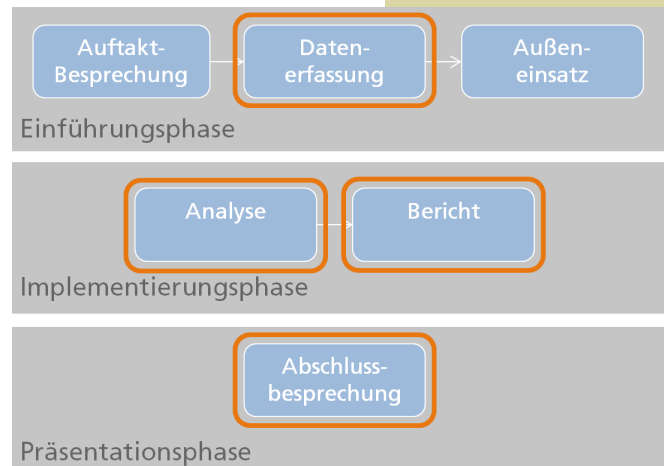 Auftakt-
Besprechung
Daten-
erfassung
Außen-
einsatz
Einführungsphase
Analyse
Bericht
Implementierungsphase
Abschluss-
besprechung
Präsentationsphase